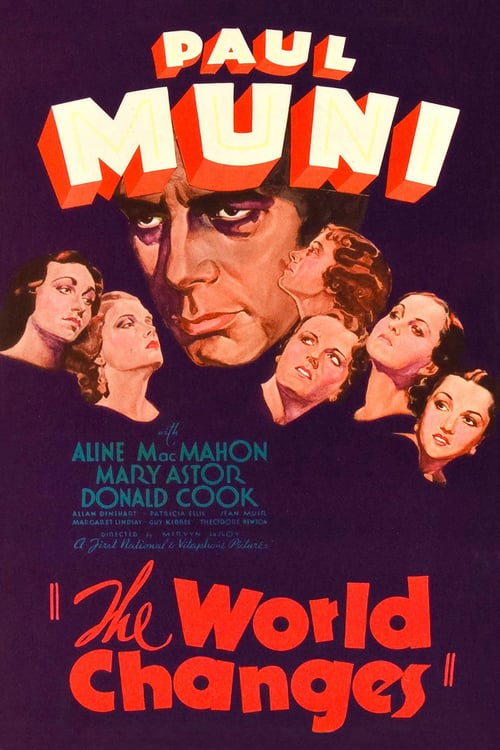 PAUL
MUNI
with
ALINE MacMAHON
MARY ASTOR
DONALD COOK
ALLAN DINEHART PATRICIA ELLIS JEAN MUIR
MARGARET LINDSAY GUY KIBBEE THEODORE NEWTON
DIRECTED by MERVYN LeROY
A First National & Vitaphone Picture
"The WORLD
CHANGES"